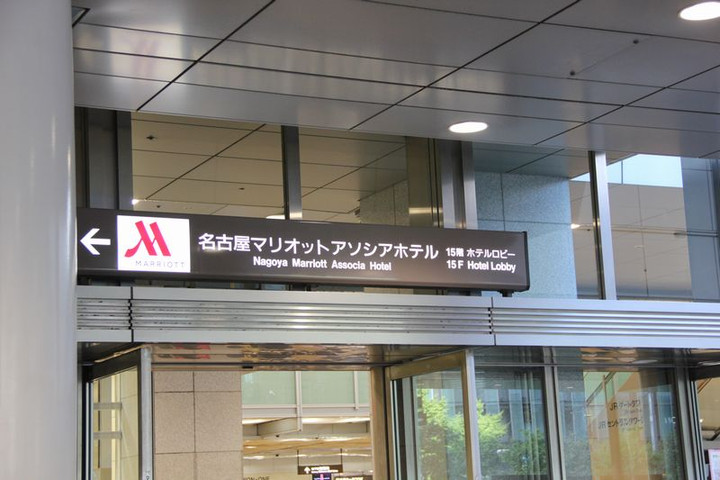 MARRIOTT
名古屋マリオットアソシアホテル
Nagoya Marriott Associa Hotel
15階 ホテルロビー
15F Hotel Lobby